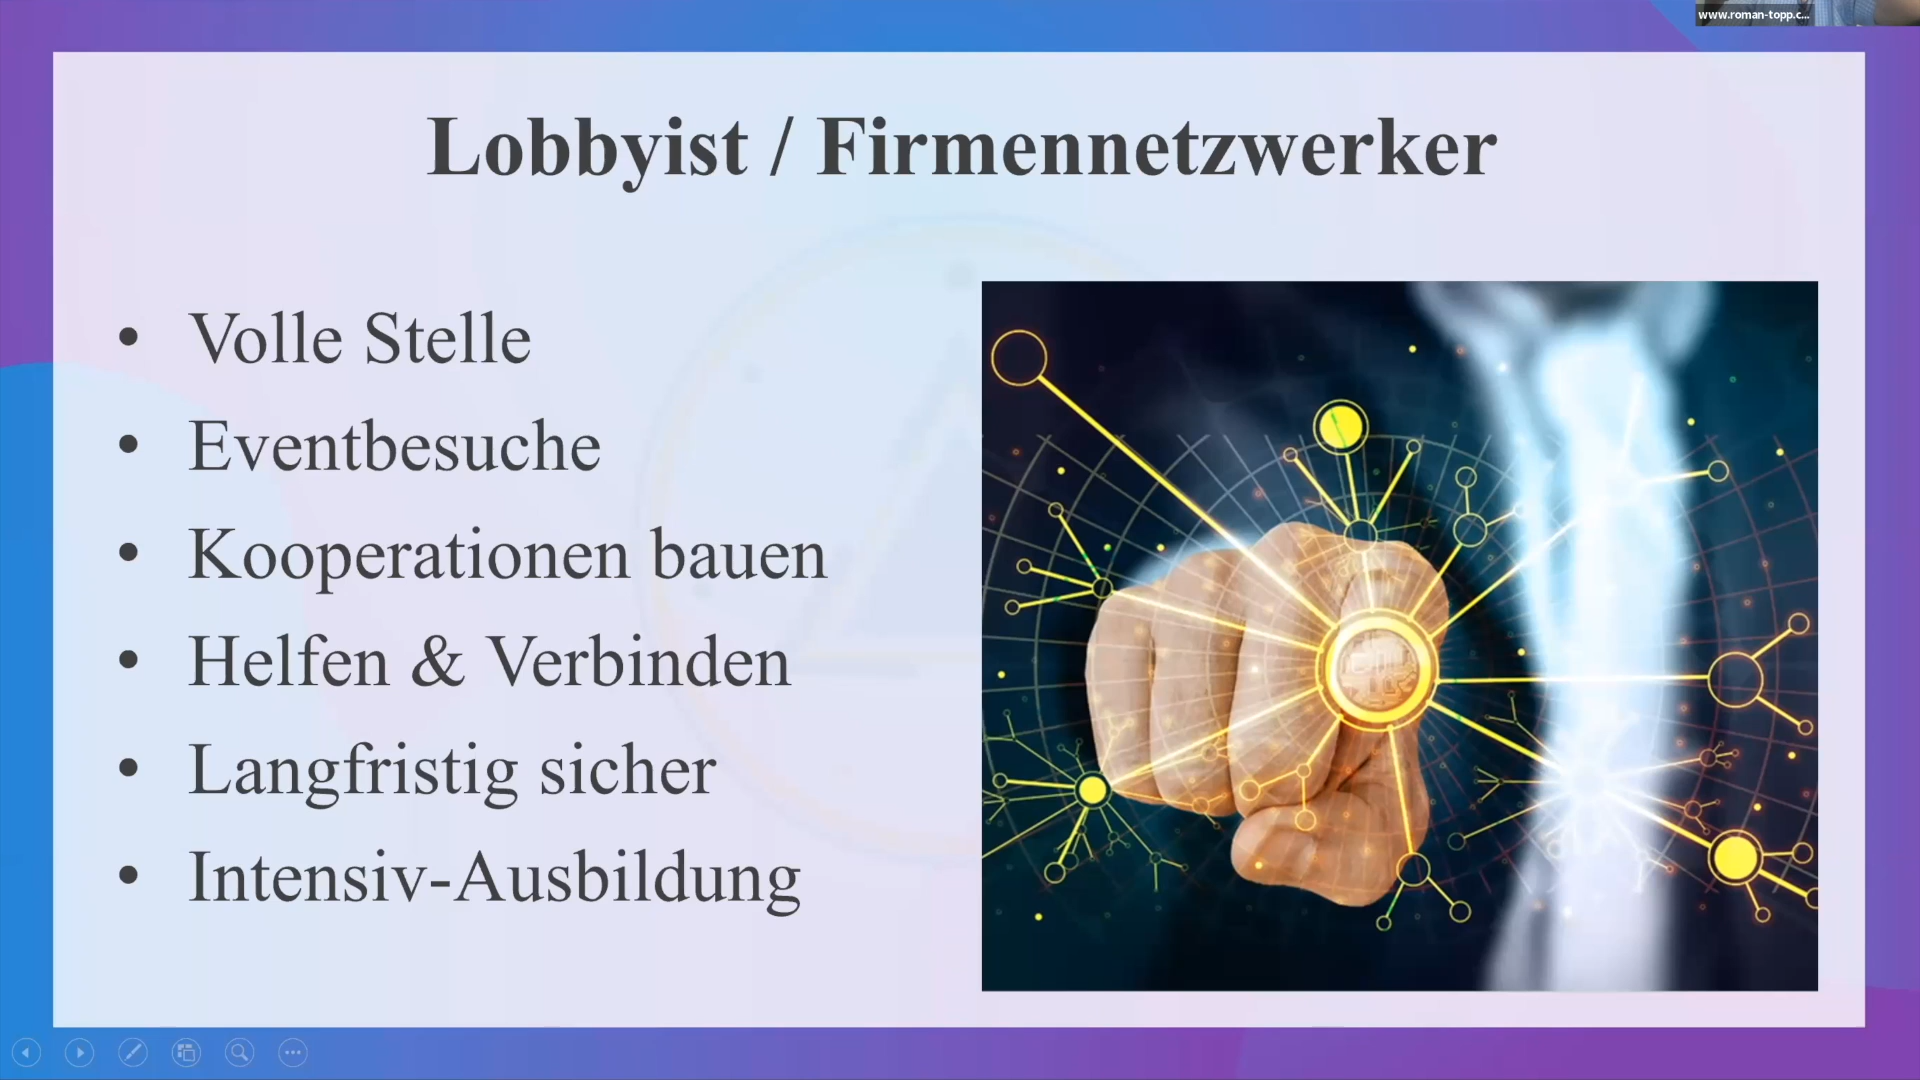 www.roman-topp.c...
Lobbyist / Firmennetzwerker
• Volle Stelle
• Eventbesuche
• Kooperationen bauen
• Helfen & Verbinden
• Langfristig sicher
• Intensiv-Ausbildung